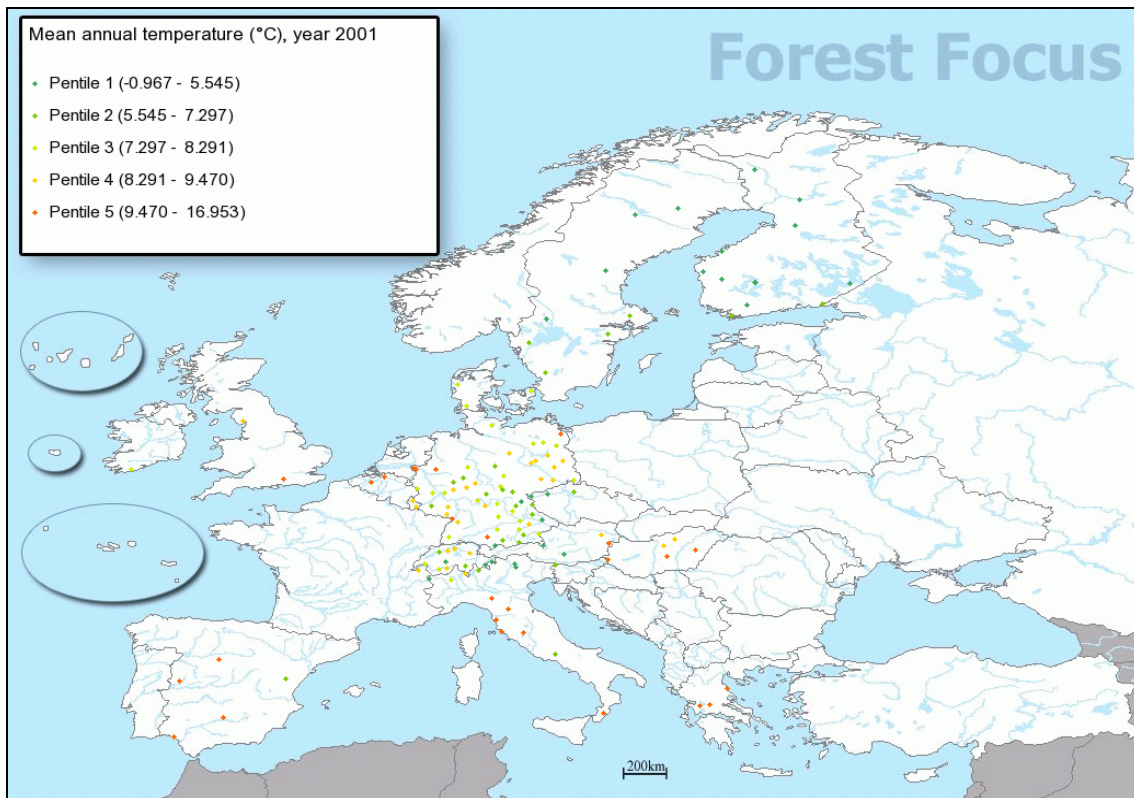 Mean annual temperature (°C), year 2001
Forest Focus
Pentile 1 (-0.967 - 5.545)
Pentile 2 (5.545 - 7.297)
Pentile 3 (7.297 - 8.291)
Pentile 4 (8.291 - 9.470)
Pentile 5 (9.470 - 16.953)
200km